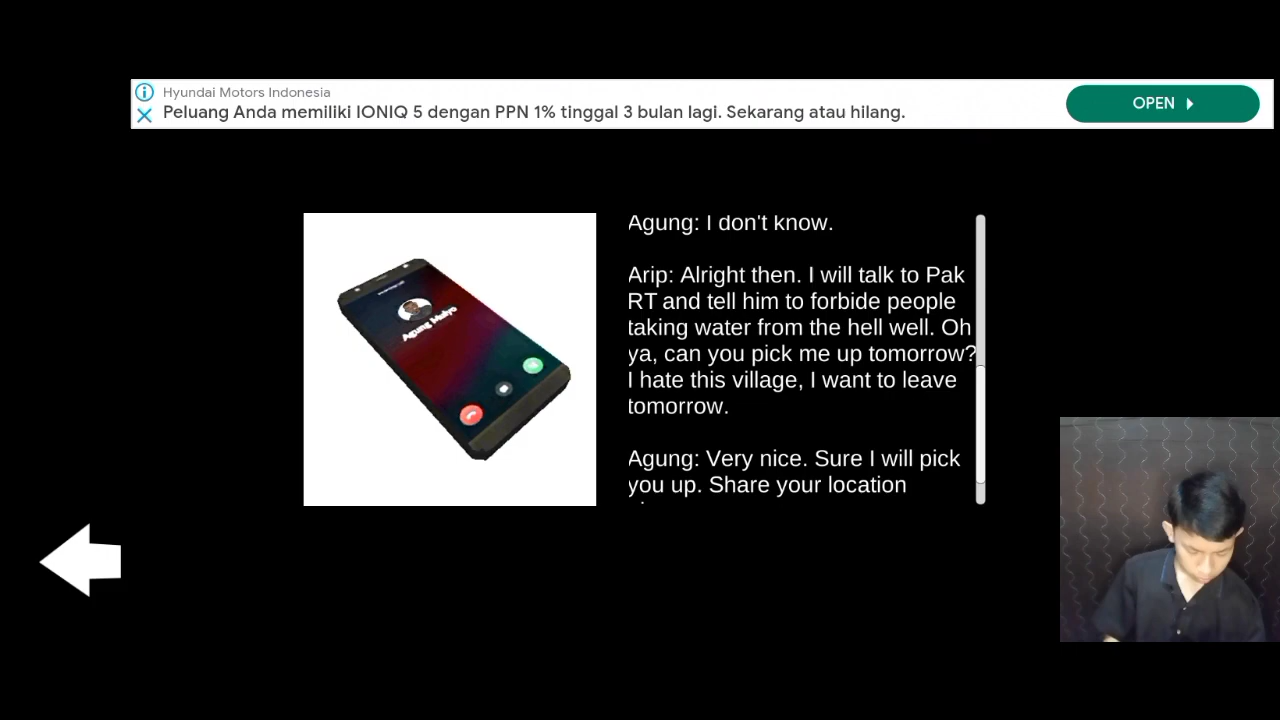 Hyundai Motors Indonesia
Peluang Anda memiliki IONIQ 5 dengan PPN 1% tinggal 3 bulan lagi. Sekarang atau hilang.
OPEN
Agung Mulyo
Agung: I don't know.
Arip: Alright then. I will talk to Pak
RT and tell him to forbide people
taking water from the hell well. Oh
ya, can you pick me up tomorrow?
I hate this village, I want to leave
tomorrow.
Agung: Very nice. Sure I will pick
you up. Share your location